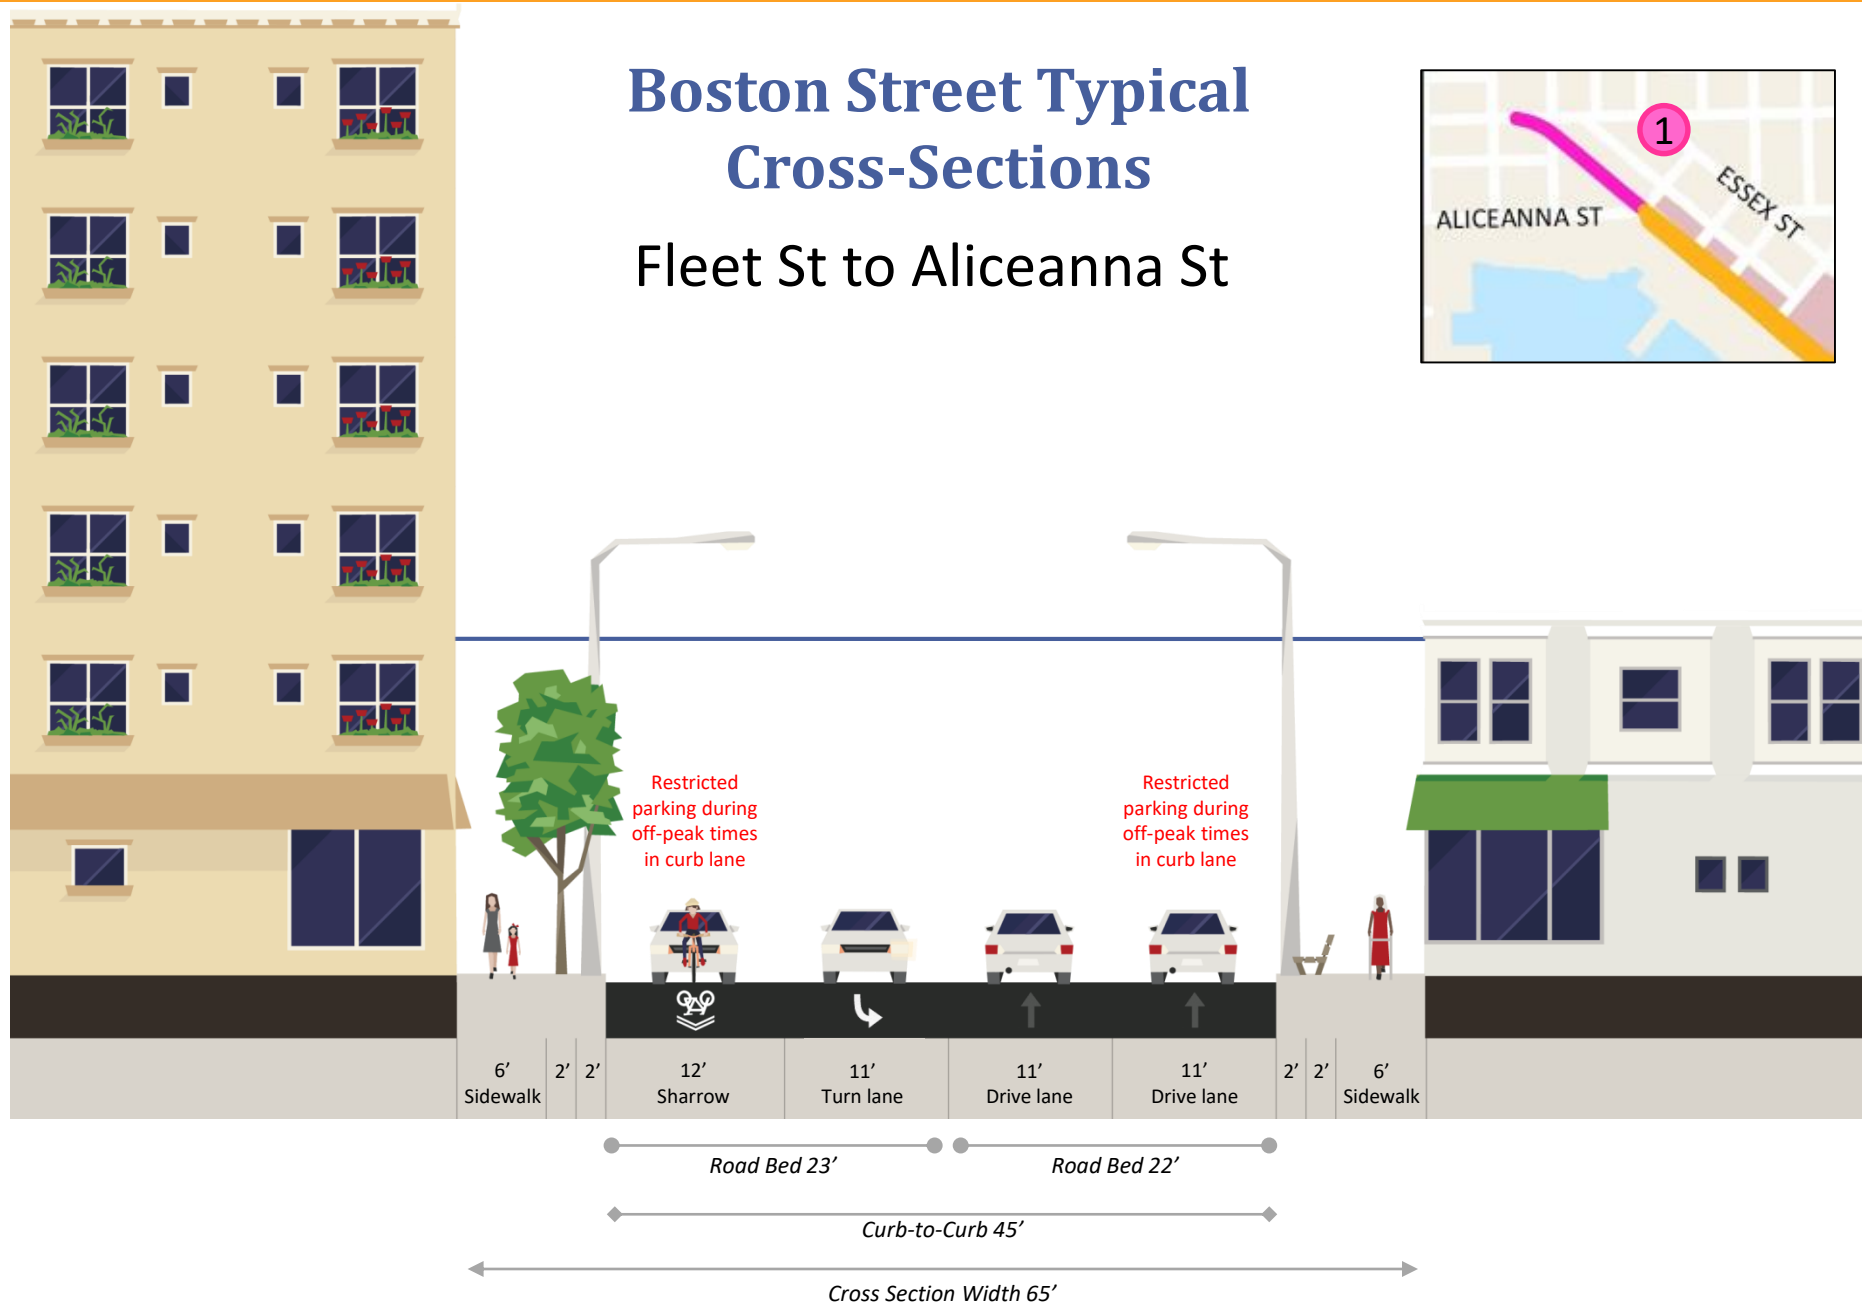 Boston Street Typical
Cross-Sections
Fleet St to Aliceanna St
1
ESSEX ST
ALICEANNA ST
Restricted
parking during
off-peak times
in curb lane
Restricted
parking during
off-peak times
in curb lane
6’ 2’ 2’ 12’ 11’ 11’ 11’ 2’ 2’ 6’
Sidewalk Sharrow Turn lane Drive lane Drive lane Sidewalk
Road Bed 23’ Road Bed 22’
Curb-to-Curb 45’
Cross Section Width 65’